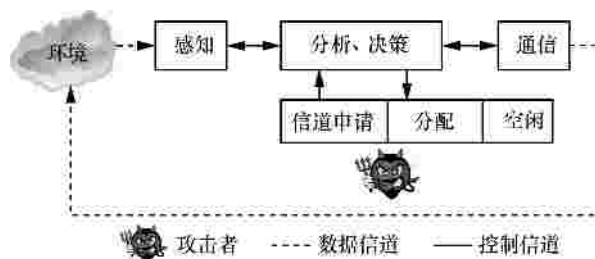 环境
感知
分析、决策
通信
信道申请
分配
空闲
攻击者
数据信道
控制信道